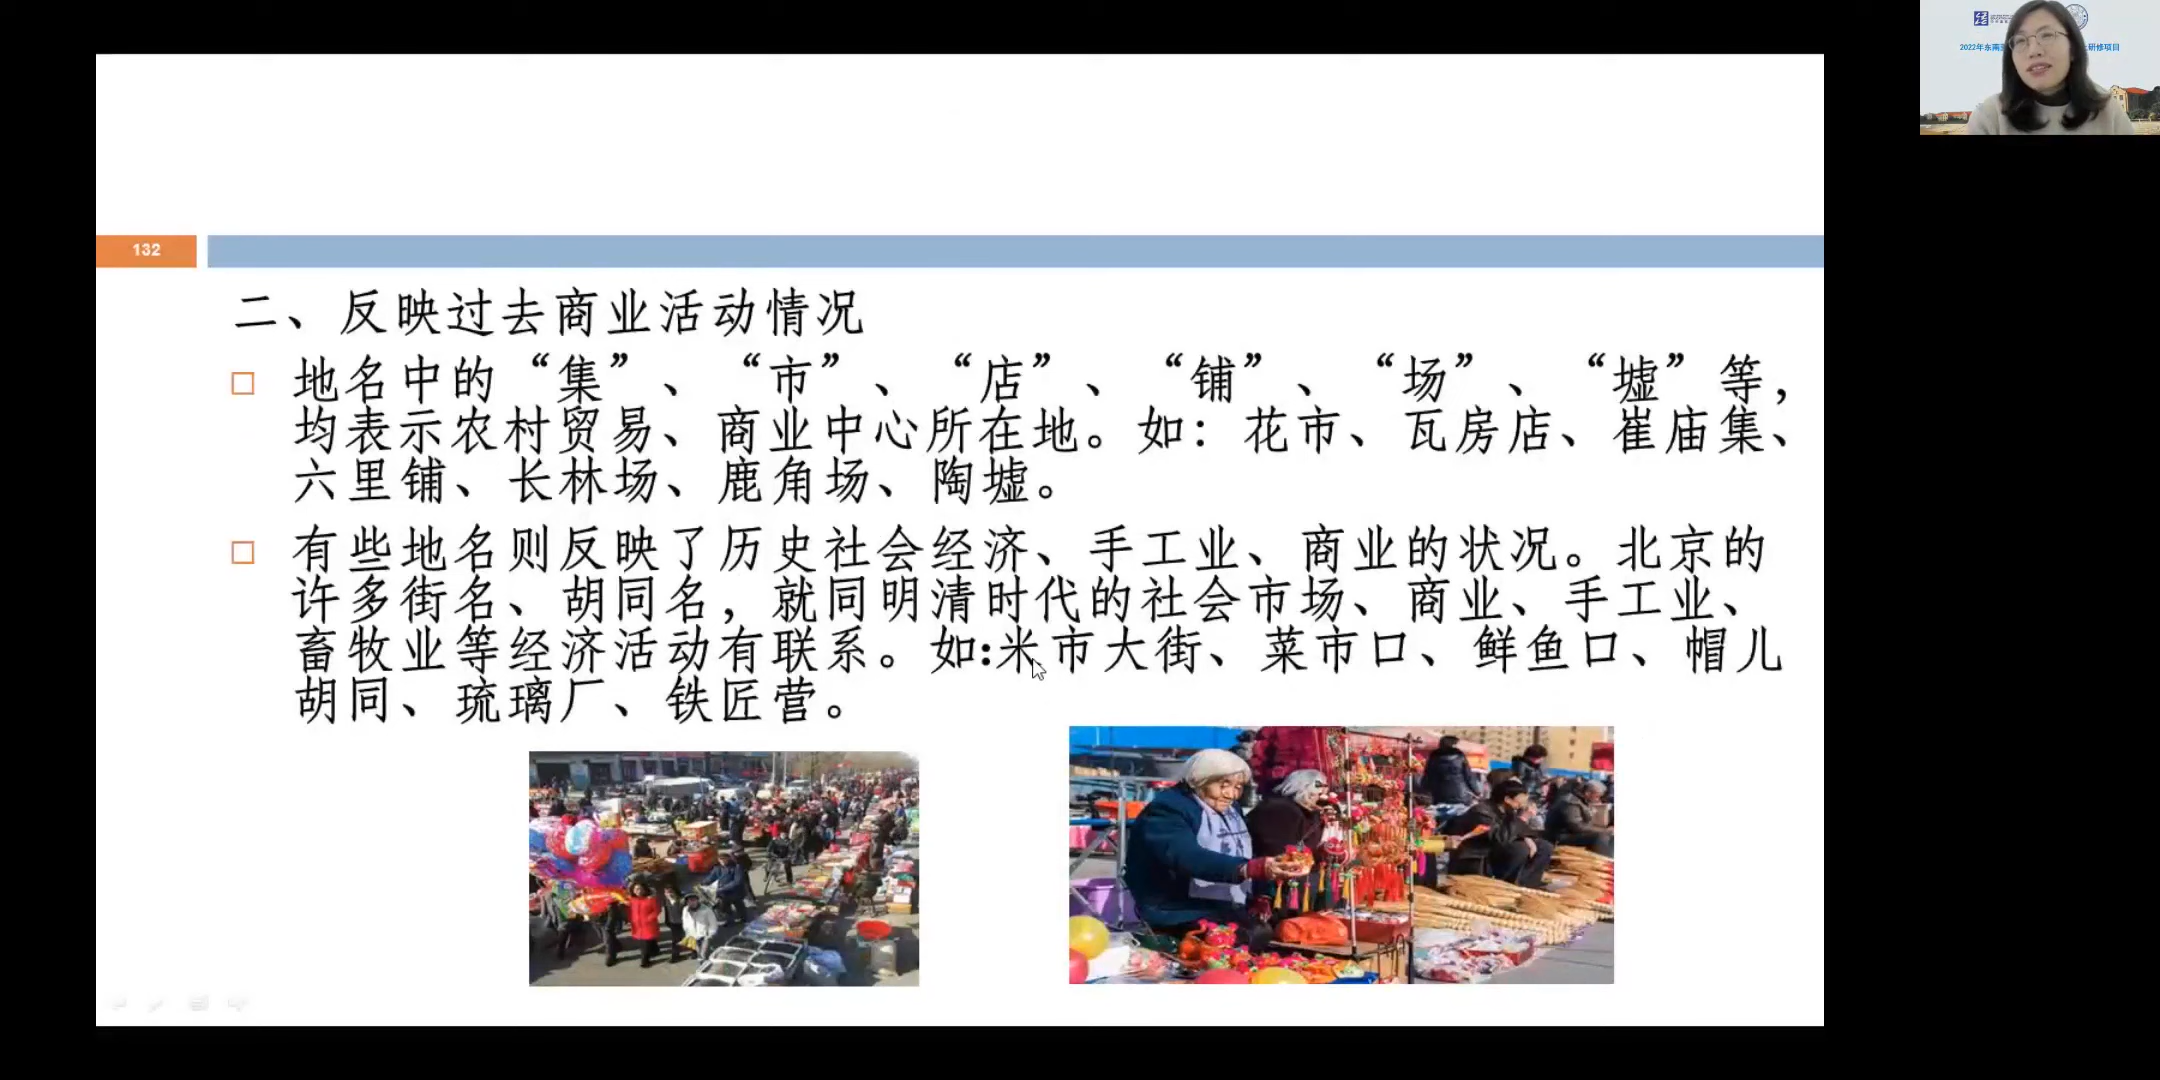 2022年东南
研修项目
132
二、反映过去商业活动情况
地名中的“集”、“市”、“店”、“铺”、“场”、“墟”等，
均表示农村贸易、商业中心所在地。如：花市、瓦房店、崔庙集、
六里铺、长林场、鹿角场、陶墟。
有些地名则反映了历史社会经济、手工业、商业的状况。北京的
许多街名、胡同名，就同明清时代的社会市场、商业、手工业、
畜牧业等经济活动有联系。如:米市大街、菜市口、鲜鱼口、帽儿
胡同、琉璃厂、铁匠营。